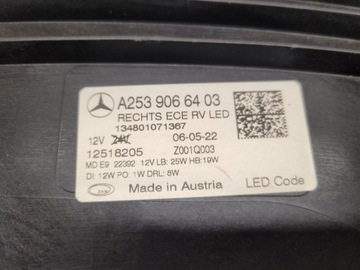 A253 906 64 03
RECHTS ECE RV LED
134801071367
12V 24V 06-05-22
12518205 Z001Q003
MD E9 22392 12V LB: 25W HB: 19W
DI: 12W PO: 1W DRL: 8W
Made in Austria LED Code